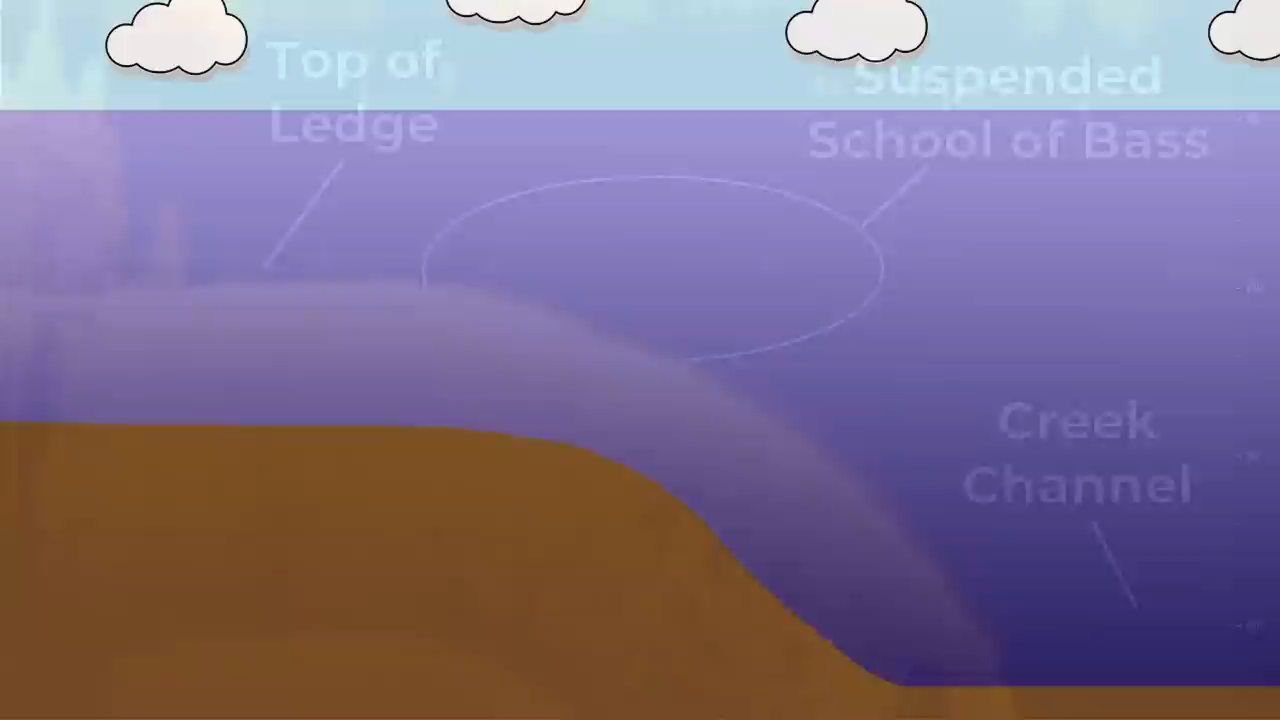 Top of
Ledge
Suspended
School of Bass
Creek
Channel